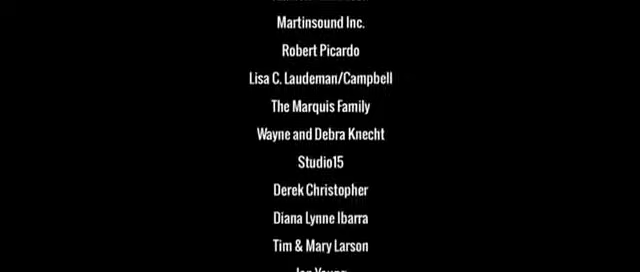 Martinsound Inc.
Robert Picardo
Lisa C. Laudeman/Campbell
The Marquis Family
Wayne and Debra Knecht
Studio15
Derek Christopher
Diana Lynne Ibarra
Tim & Mary Larson